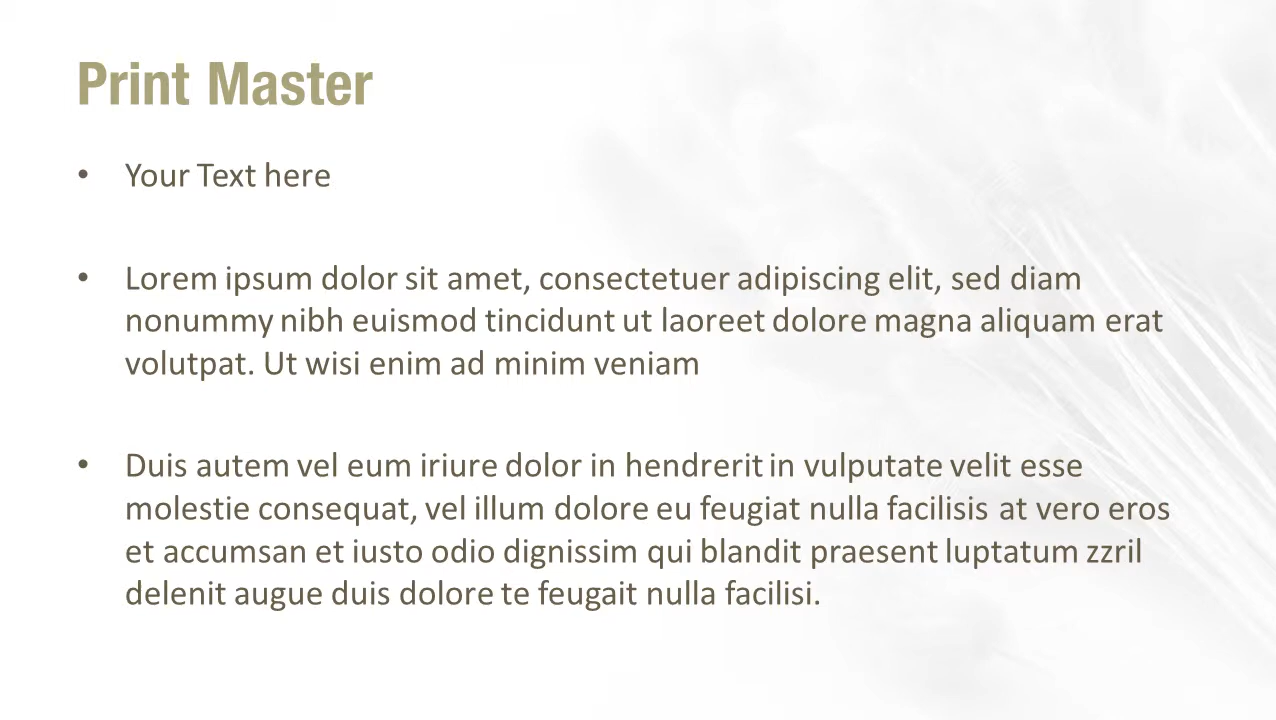 Print Master
• Your Text here
• Lorem ipsum dolor sit amet, consectetuer adipiscing elit, sed diam
nonummy nibh euismod tincidunt ut laoreet dolore magna aliquam erat
volutpat. Ut wisi enim ad minim veniam
• Duis autem vel eum iriure dolor in hendrerit in vulputate velit esse
molestie consequat, vel illum dolore eu feugiat nulla facilisis at vero eros
et accumsan et iusto odio dignissim qui blandit praesent luptatum zzril
delenit augue duis dolore te feugait nulla facilisi.